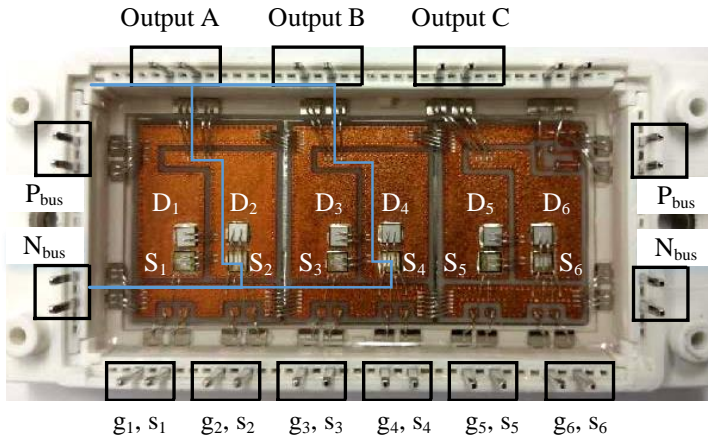 Output A Output B Output C
P_bus P_bus
D_1 D_2 D_3 D_4 D_5 D_6
N_bus N_bus
S_1 S_2 S_3 S_4 S_5 S_6
g_1, s_1 g_2, s_2 g_3, s_3 g_4, s_4 g_5, s_5 g_6, s_6